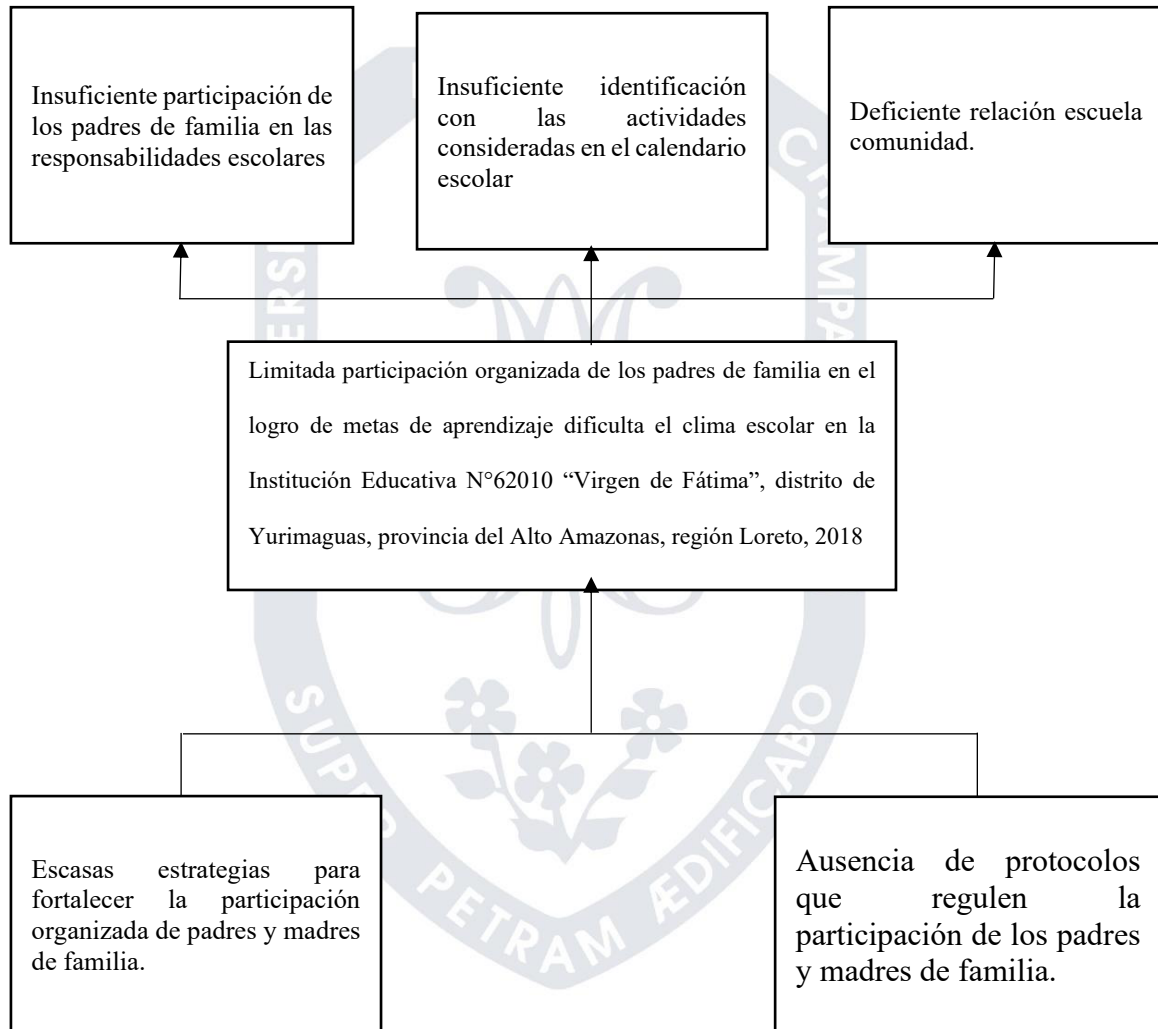 Insuficiente participación de
los padres de familia en las
responsabilidades escolares
Insuficiente identificación
con las actividades
consideradas en el calendario
escolar
Deficiente relación escuela
comunidad.
Limitada participación organizada de los padres de familia en el
logro de metas de aprendizaje dificulta el clima escolar en la
Institución Educativa N°62010 “Virgen de Fátima”, distrito de
Yurimaguas, provincia del Alto Amazonas, región Loreto, 2018
Escasas estrategias para
fortalecer la participación
organizada de padres y madres
de familia.
Ausencia de protocolos
que regulen la
participación de los padres
y madres de familia.
SUPER PETRAM ÆDIFICABO